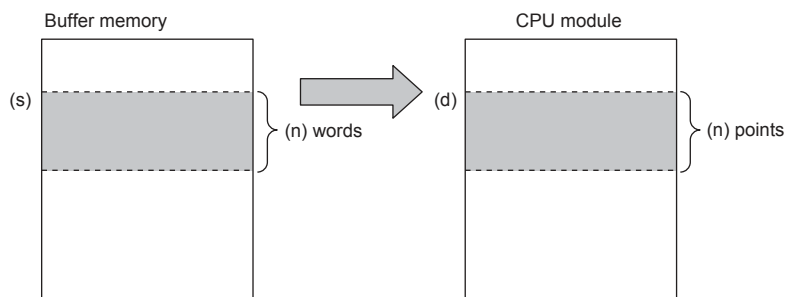 Buffer memory
CPU module
(s)
(d)
(n) words
(n) points